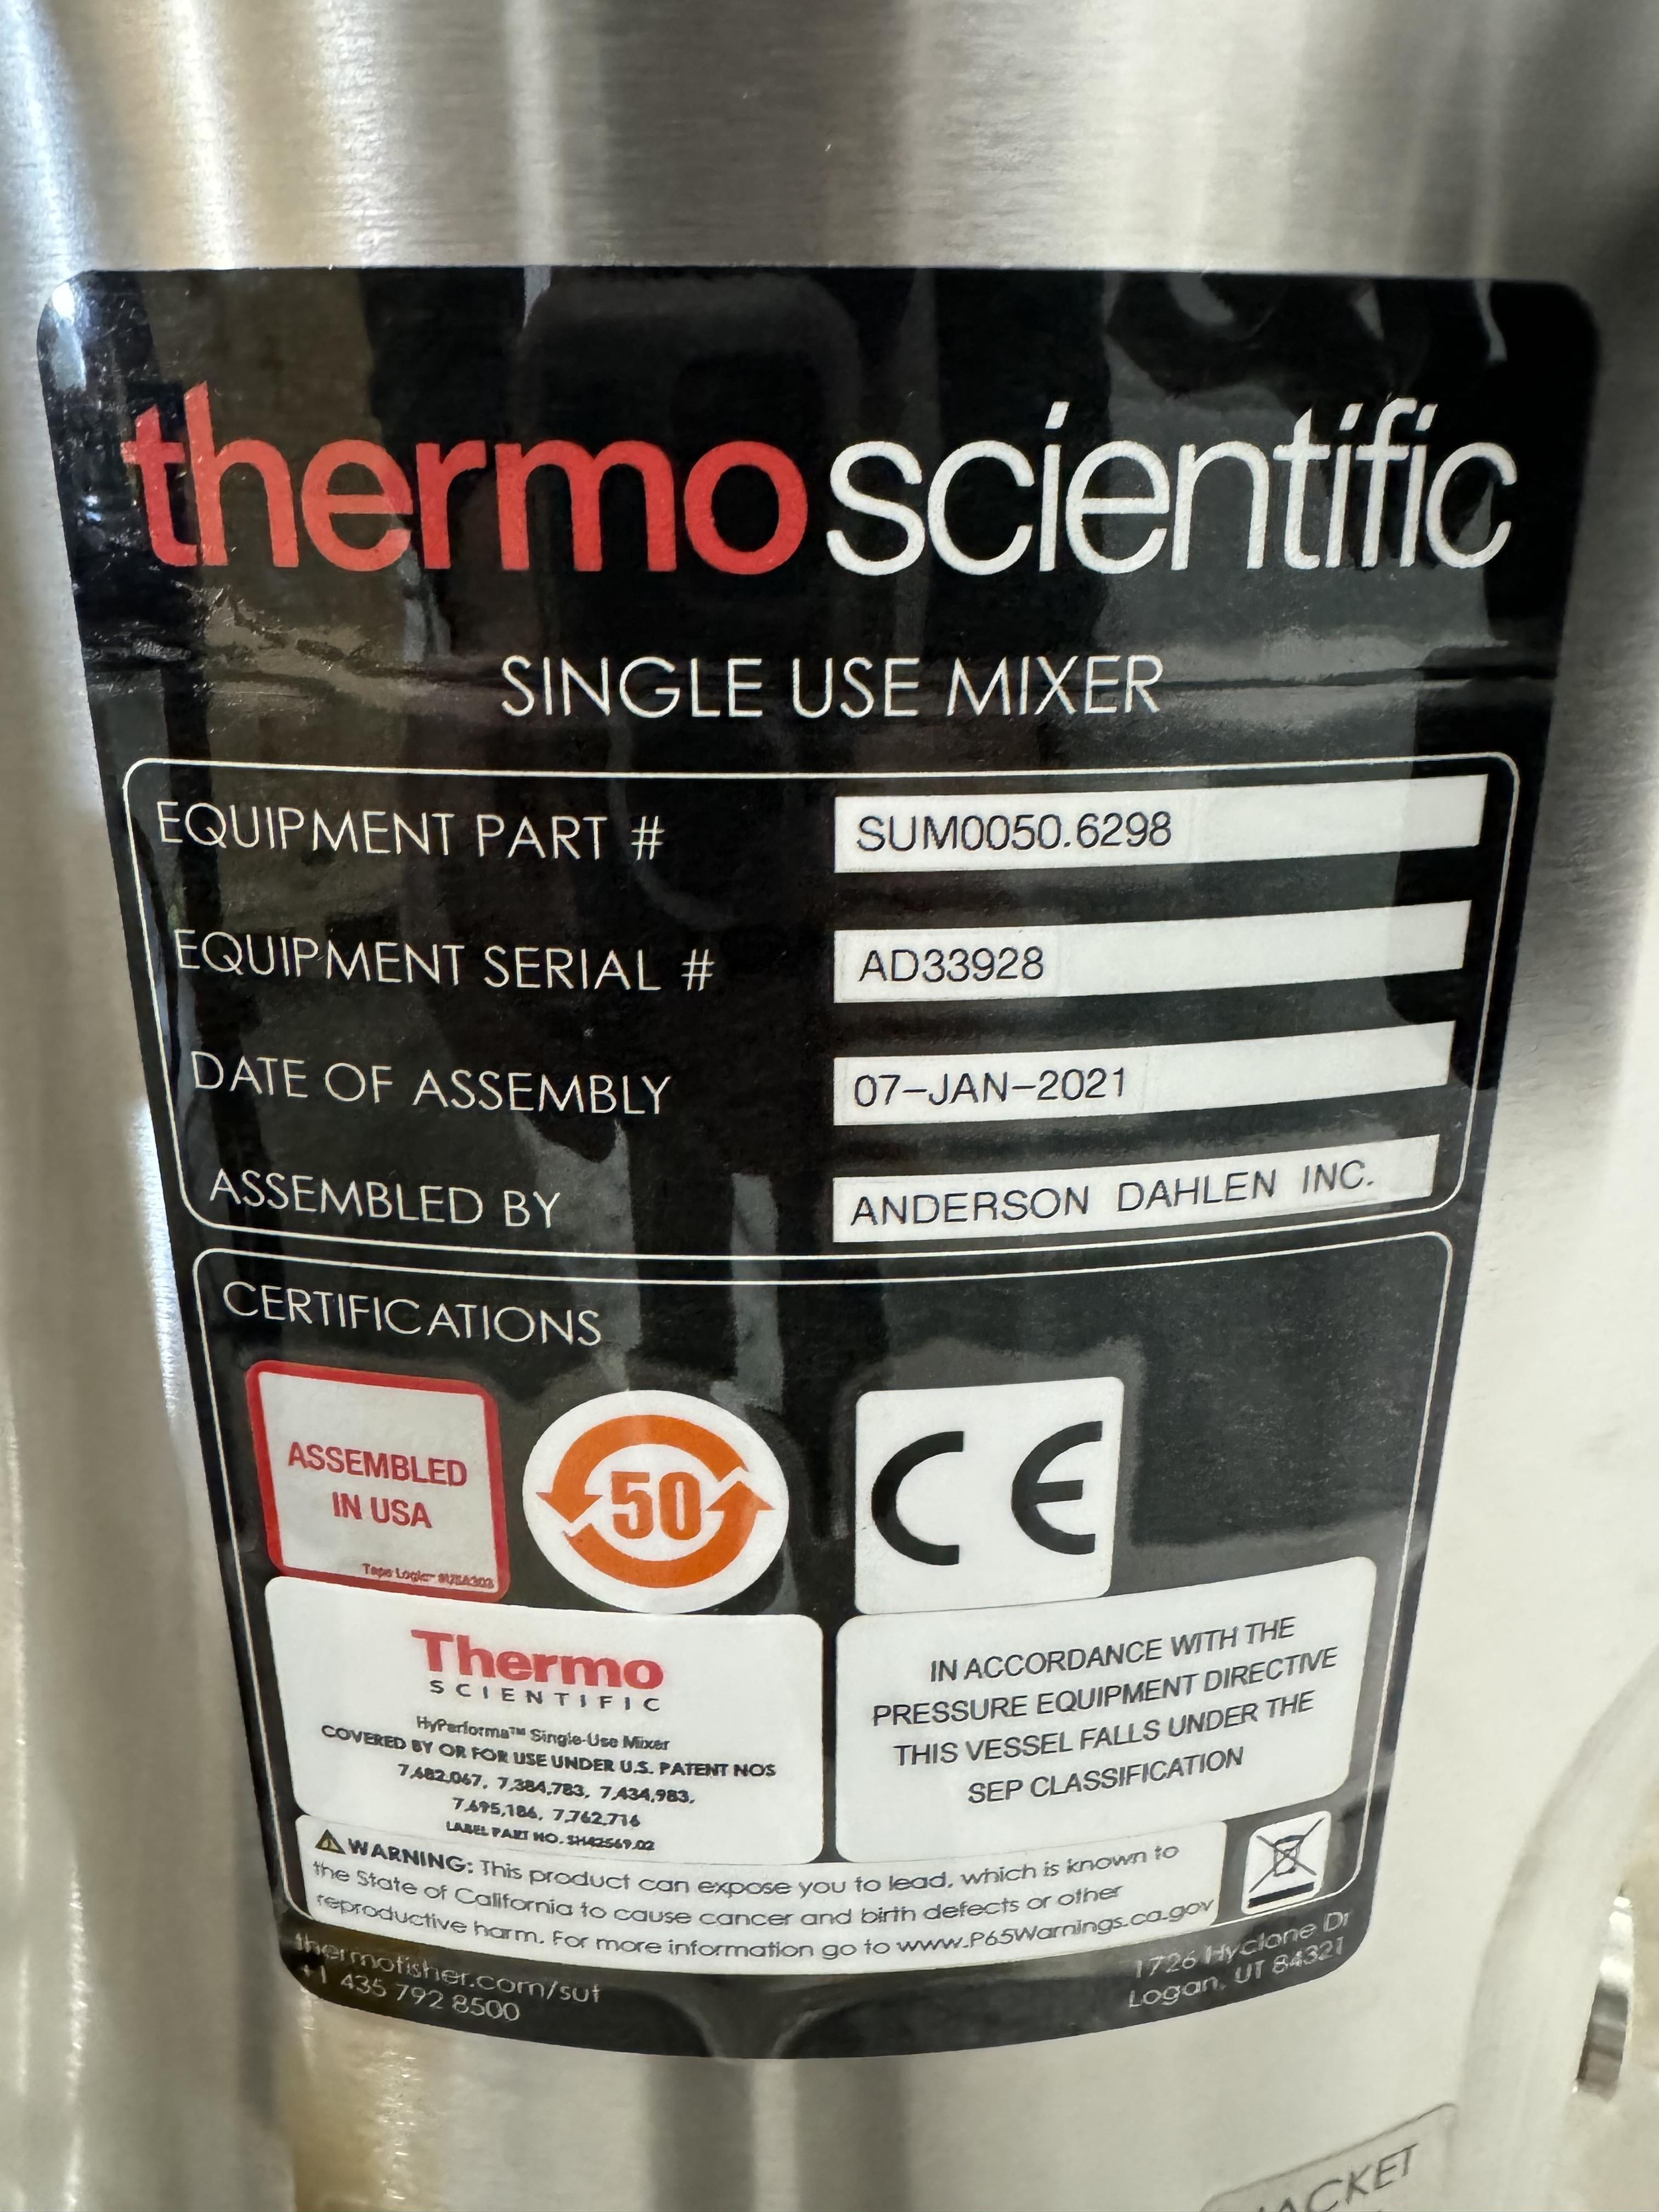 thermo scientific
SINGLE USE MIXER
EQUIPMENT PART # SUM0050.6298
EQUIPMENT SERIAL # AD33928
DATE OF ASSEMBLY 07-JAN-2021
ASSEMBLED BY ANDERSON DAHLEN INC.
CERTIFICATIONS
ASSEMBLED
IN USA
Tape Logic™ #USA303
50
CE
Thermo
SCIENTIFIC
HyPerforma™ Single-Use Mixer
COVERED BY OR FOR USE UNDER U.S. PATENT NOS
7,682,067, 7,384,783, 7,434,983,
7,695,186, 7,762,716
LABEL PART NO. SH42569.02
IN ACCORDANCE WITH THE
PRESSURE EQUIPMENT DIRECTIVE
THIS VESSEL FALLS UNDER THE
SEP CLASSIFICATION
WARNING: This product can expose you to lead, which is known to
the State of California to cause cancer and birth defects or other
reproductive harm. For more information go to www.P65Warnings.ca.gov
thermofisher.com/sut
+1 435 792 8500
1726 Hyclone Dr
Logan, UT 84321